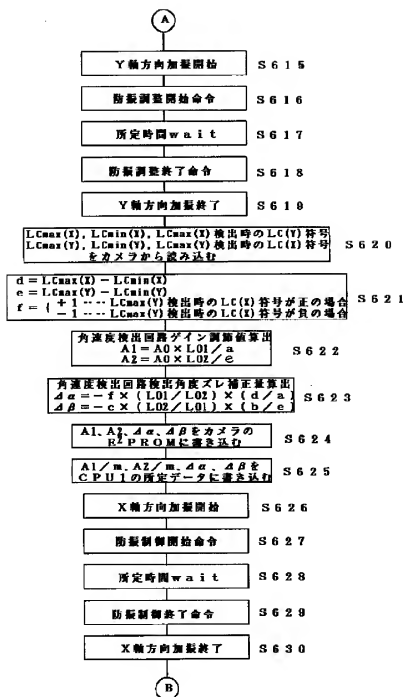 A
Y軸方向加振開始 S615
防振調整開始命令 S616
所定時間wait S617
防振調整終了命令 S618
Y軸方向加振終了 S619
LCmax(X), LCmin(X), LCmax(X)検出時のLC(Y)符号
LCmax(Y), LCmin(Y), LCmax(Y)検出時のLC(X)符号
をカメラから読み込む S620
d=LCmax(X)-LCmin(X)
e=LCmax(Y)-LCmin(Y)
f={ +1 ··· LCmax(Y)検出時のLC(X)符号が正の場合
-1 ··· LCmax(Y)検出時のLC(X)符号が負の場合 S621
角速度検出回路ゲイン調節値算出
A1=A0×L01/a
A2=A0×L02/e S622
角速度検出回路検出角度ズレ補正量算出
Δα=-f×(L01/L02)×(d/a)
Δβ=-c×(L02/L01)×(b/e) S623
A1、A2、Δα、Δβをカメラの
E²PROMに書き込む S624
A1/m、A2/m、Δα、Δβを
CPU1の所定データに書き込む S625
X軸方向加振開始 S626
防振制御開始命令 S627
所定時間wait S628
防振制御終了命令 S629
X軸方向加振終了 S630
B